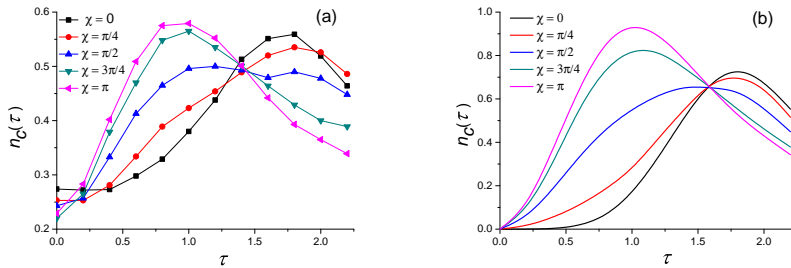 (a)
χ = 0
χ = π/4
χ = π/2
χ = 3π/4
χ = π
n_C(τ)
0.6
0.5
0.4
0.3
0.2
0.0 0.5 1.0 1.5 2.0
τ
(b)
χ = 0
χ = π/4
χ = π/2
χ = 3π/4
χ = π
n_C(τ)
1.0
0.8
0.6
0.4
0.2
0.0
0.0 0.5 1.0 1.5 2.0
τ